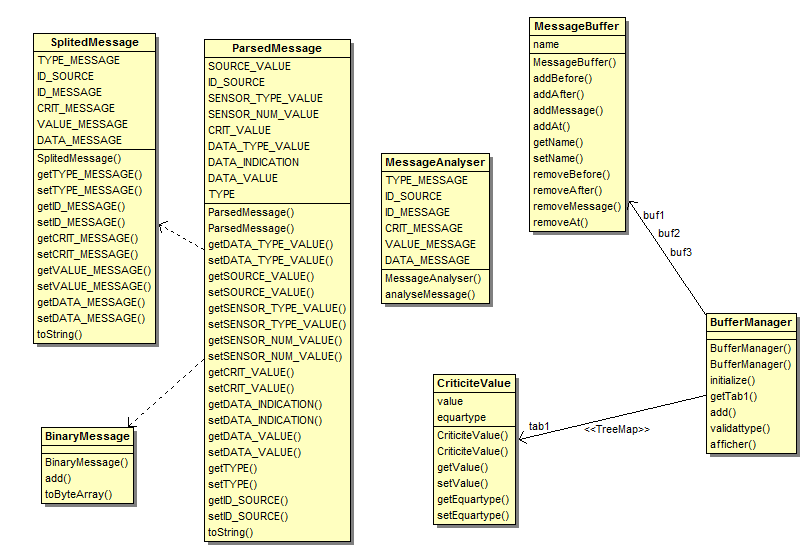 SplitedMessage
TYPE_MESSAGE
ID_SOURCE
ID_MESSAGE
CRIT_MESSAGE
VALUE_MESSAGE
DATA_MESSAGE
SplitedMessage()
getTYPE_MESSAGE()
setTYPE_MESSAGE()
getID_MESSAGE()
setID_MESSAGE()
getCRIT_MESSAGE()
setCRIT_MESSAGE()
getVALUE_MESSAGE()
setVALUE_MESSAGE()
getDATA_MESSAGE()
setDATA_MESSAGE()
toString()
ParsedMessage
SOURCE_VALUE
ID_SOURCE
SENSOR_TYPE_VALUE
SENSOR_NUM_VALUE
CRIT_VALUE
DATA_TYPE_VALUE
DATA_INDICATION
DATA_VALUE
TYPE
ParsedMessage()
ParsedMessage()
getDATA_TYPE_VALUE()
setDATA_TYPE_VALUE()
getSOURCE_VALUE()
setSOURCE_VALUE()
getSENSOR_TYPE_VALUE()
setSENSOR_TYPE_VALUE()
getSENSOR_NUM_VALUE()
setSENSOR_NUM_VALUE()
getCRIT_VALUE()
setCRIT_VALUE()
getDATA_INDICATION()
setDATA_INDICATION()
getDATA_VALUE()
setDATA_VALUE()
getTYPE()
setTYPE()
getID_SOURCE()
setID_SOURCE()
toString()
BinaryMessage
BinaryMessage()
add()
toByteArray()
MessageAnalyser
TYPE_MESSAGE
ID_SOURCE
ID_MESSAGE
CRIT_MESSAGE
VALUE_MESSAGE
DATA_MESSAGE
MessageAnalyser()
analyseMessage()
MessageBuffer
name
MessageBuffer()
addBefore()
addAfter()
addMessage()
addAt()
getName()
setName()
removeBefore()
removeAfter()
removeMessage()
removeAt()
buf1
buf2
buf3
BufferManager
BufferManager()
BufferManager()
initialize()
getTab1()
add()
validattype()
afficher()
CriticiteValue
value
equartype
CriticiteValue()
CriticiteValue()
getValue()
setValue()
getEquartype()
setEquartype()
tab1
<<TreeMap>>